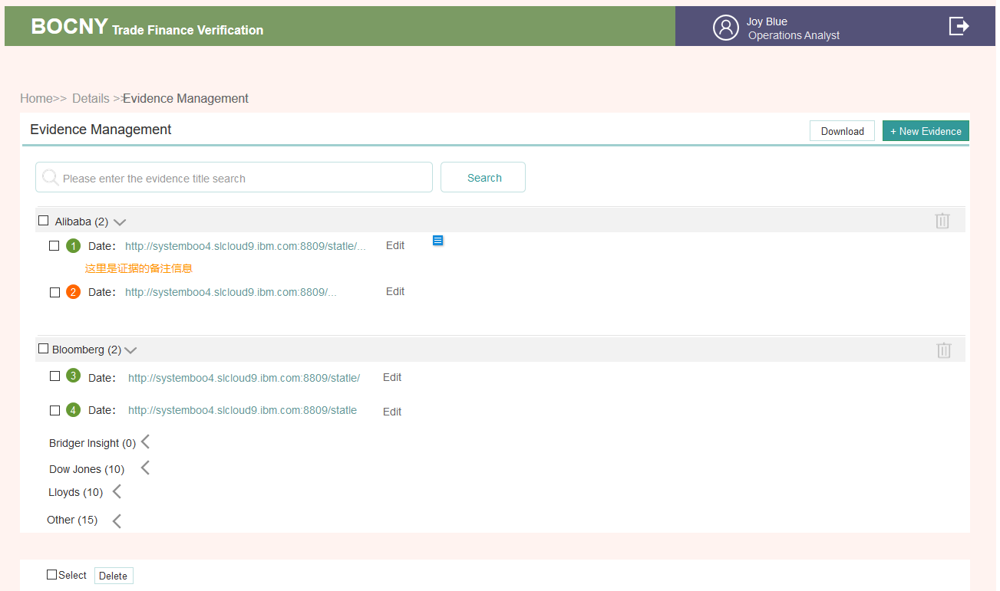 BOCNY Trade Finance Verification
Joy Blue
Operations Analyst
Home>> Details >>Evidence Management
Evidence Management
Download
+ New Evidence
Please enter the evidence title search
Search
Alibaba (2)
1 Date： http://systemboo4.slcloud9.ibm.com:8809/statle/... Edit
这里是证据的备注信息
2 Date： http://systemboo4.slcloud9.ibm.com:8809/... Edit
Bloomberg (2)
3 Date： http://systemboo4.slcloud9.ibm.com:8809/statle/ Edit
4 Date： http://systemboo4.slcloud9.ibm.com:8809/statle Edit
Bridger Insight (0)
Dow Jones (10)
Lloyds (10)
Other (15)
Select Delete